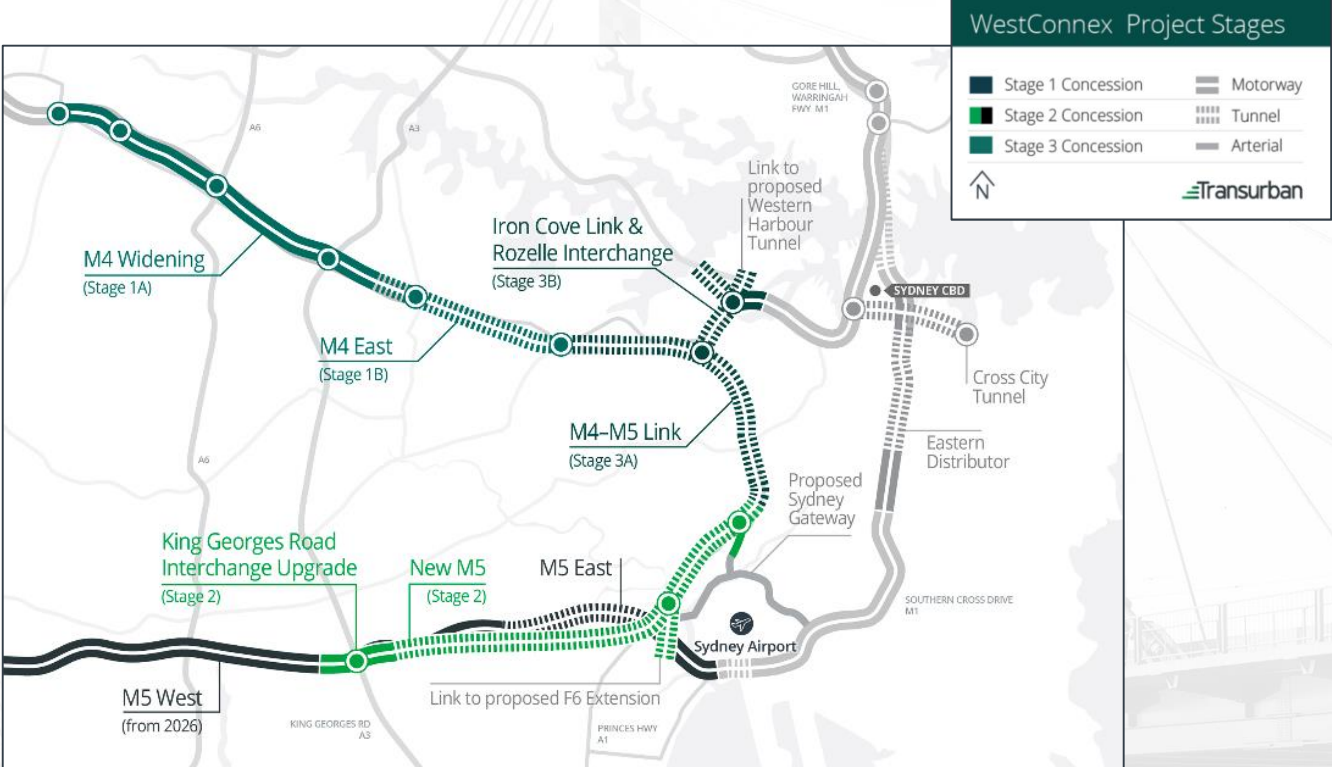 WestConnex Project Stages
Stage 1 Concession
Motorway
Stage 2 Concession
Tunnel
Stage 3 Concession
Arterial
N
Transurban
GORE HILL,
WARRINGAH
FWY M1
A6
A3
Link to
proposed
Western
Harbour
Tunnel
Iron Cove Link &
Rozelle Interchange
(Stage 3B)
M4 Widening
(Stage 1A)
SYDNEY CBD
M4 East
(Stage 1B)
Cross City
Tunnel
M4–M5 Link
(Stage 3A)
Eastern
Distributor
A6
Proposed
Sydney
Gateway
King Georges Road
Interchange Upgrade
(Stage 2)
New M5
(Stage 2)
M5 East
SOUTHERN CROSS DRIVE
M1
Sydney Airport
M5 West
(from 2026)
Link to proposed F6 Extension
KING GEORGES RD
A3
PRINCES HWY
A1